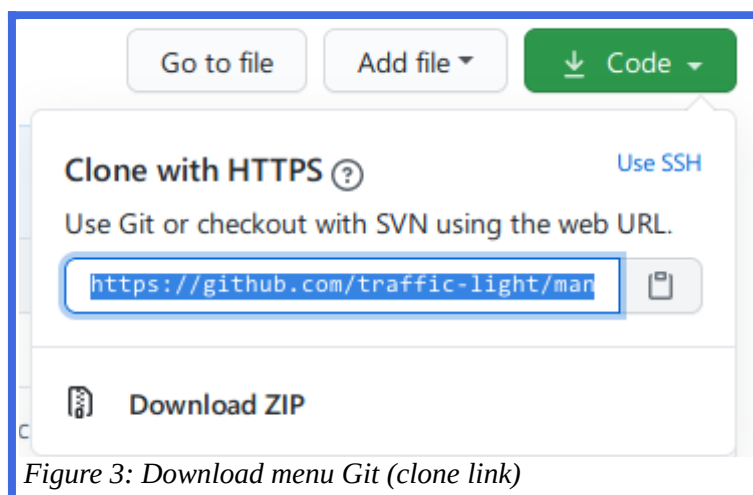 Go to file Add file Code
Clone with HTTPS ? Use SSH
Use Git or checkout with SVN using the web URL.
https://github.com/traffic-light/man
Download ZIP
c
Figure 3: Download menu Git (clone link)